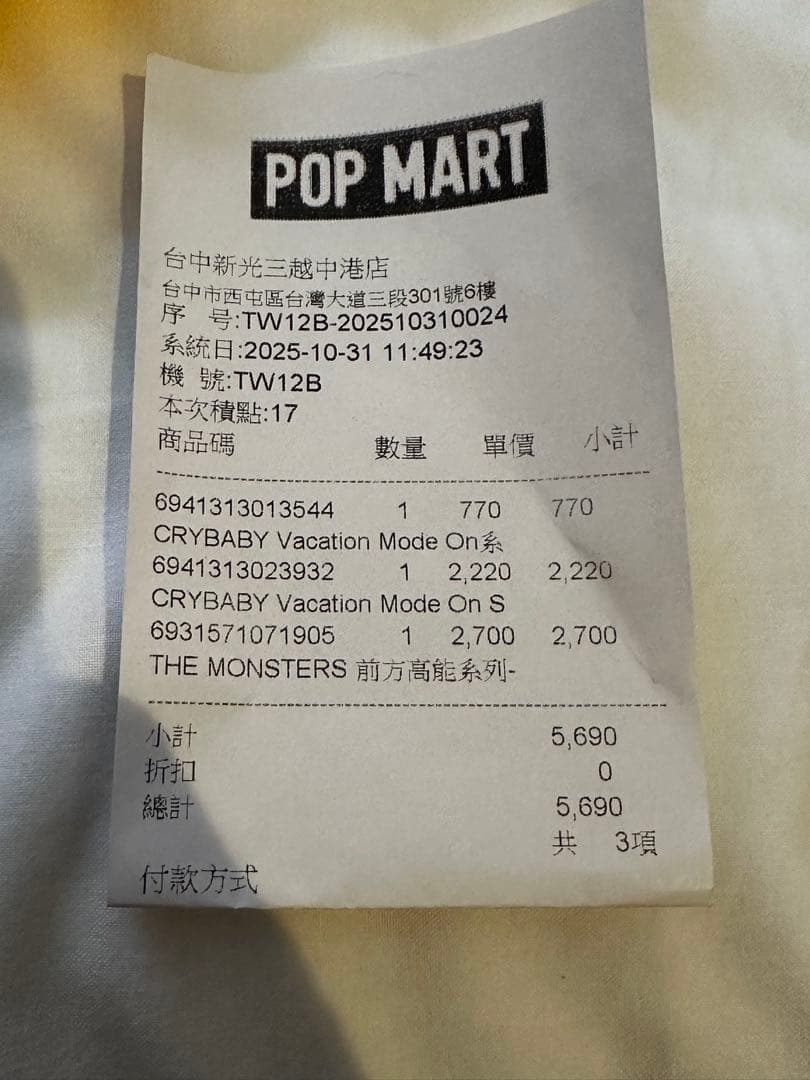 POP MART
台中新光三越中港店
台中市西屯區台灣大道三段301號6樓
序 号:TW12B-202510310024
系統日:2025-10-31 11:49:23
機 號:TW12B
本次積點:17
商品碼 數量 單價 小計
6941313013544 1 770 770
CRYBABY Vacation Mode On系
6941313023932 1 2,220 2,220
CRYBABY Vacation Mode On S
6931571071905 1 2,700 2,700
THE MONSTERS 前方高能系列-
小計 5,690
折扣 0
總計 5,690
共 3項
付款方式